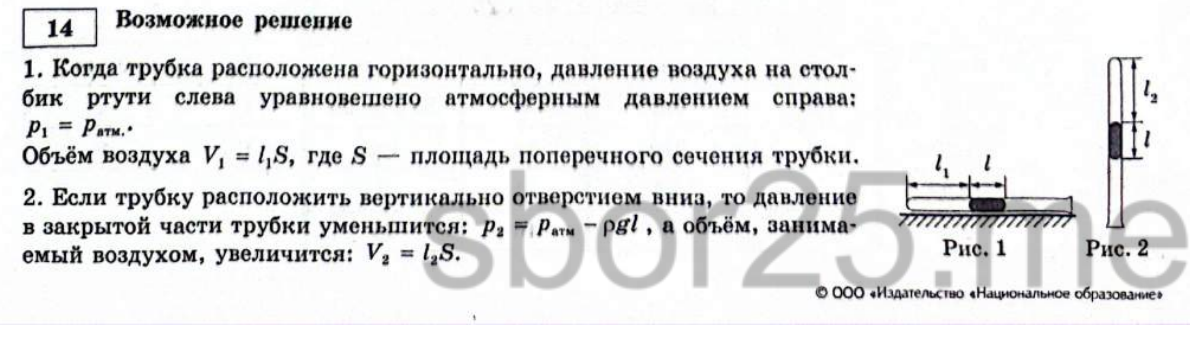 14
Возможное решение
1. Когда трубка расположена горизонтально, давление воздуха на стол-
бик ртути слева уравновешено атмосферным давлением справа:
p₁ = pатм..
Объём воздуха V₁ = l₁S, где S — площадь поперечного сечения трубки.
2. Если трубку расположить вертикально отверстием вниз, то давление
в закрытой части трубки уменьшится: p₂ = pатм − ρgl , а объём, занима-
емый воздухом, увеличится: V₂ = l₂S.
l₁ l
Рис. 1
l₂
l
Рис. 2
sbor25.me
© ООО «Издательство «Национальное образование»